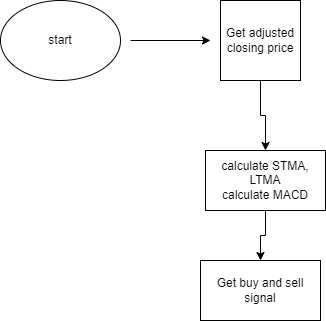 start
Get adjusted
closing price
calculate STMA,
LTMA
calculate MACD
Get buy and sell
signal